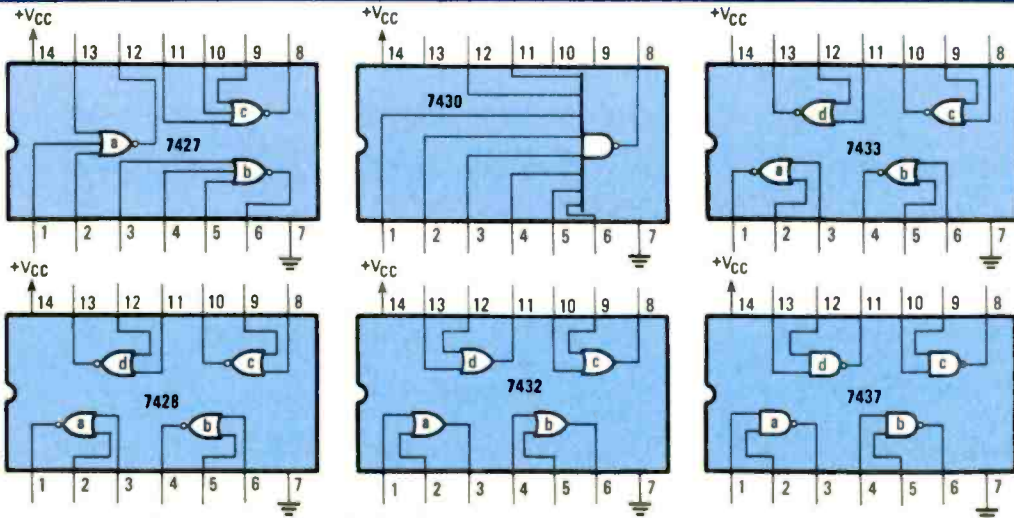 +VCC +VCC +VCC
14 13 12 11 10 9 8 14 13 12 11 10 9 8 14 13 12 11 10 9 8
c 7430 d c
a 7427 7433
b a b
1 2 3 4 5 6 7 1 2 3 4 5 6 7 1 2 3 4 5 6 7
+VCC +VCC +VCC
14 13 12 11 10 9 8 14 13 12 11 10 9 8 14 13 12 11 10 9 8
d c d c d c
7428 7432 7437
a b a b a b
1 2 3 4 5 6 7 1 2 3 4 5 6 7 1 2 3 4 5 6 7